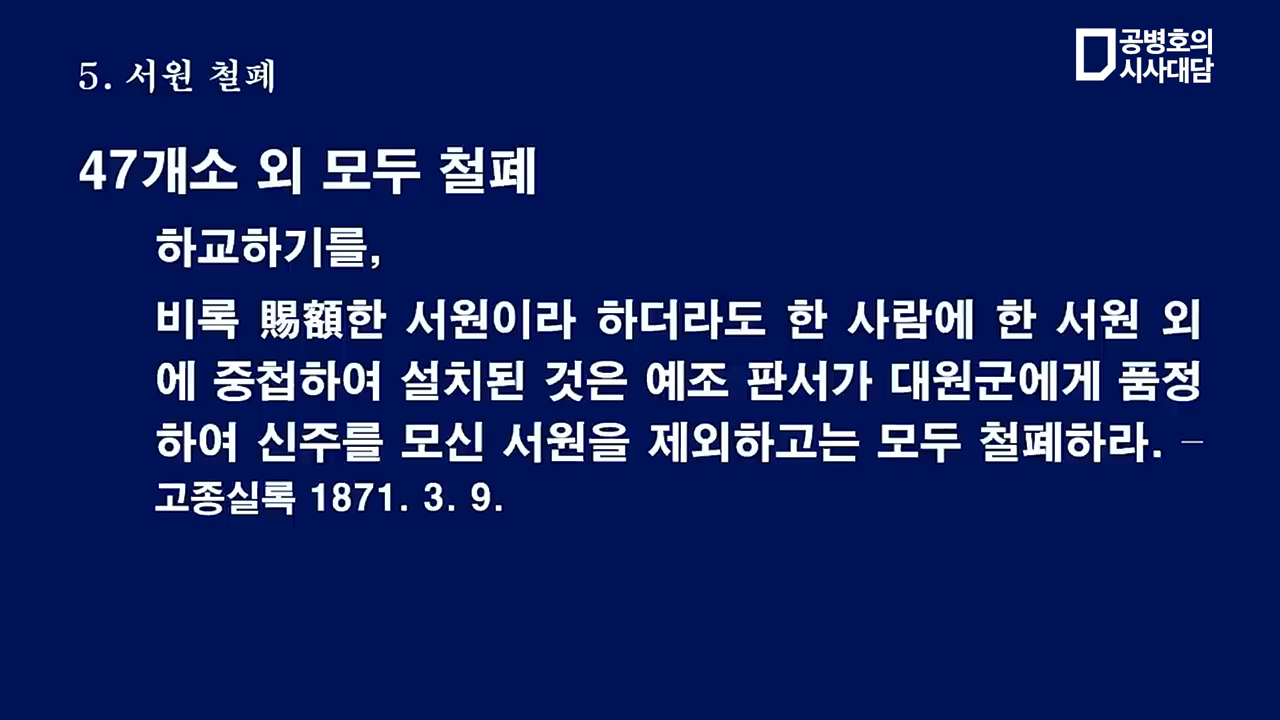 5. 서원 철폐
공병호의
시사대담
47개소 외 모두 철폐
하교하기를,
비록 賜額한 서원이라 하더라도 한 사람에 한 서원 외
에 중첩하여 설치된 것은 예조 판서가 대원군에게 품정
하여 신주를 모신 서원을 제외하고는 모두 철폐하라. –
고종실록 1871. 3. 9.